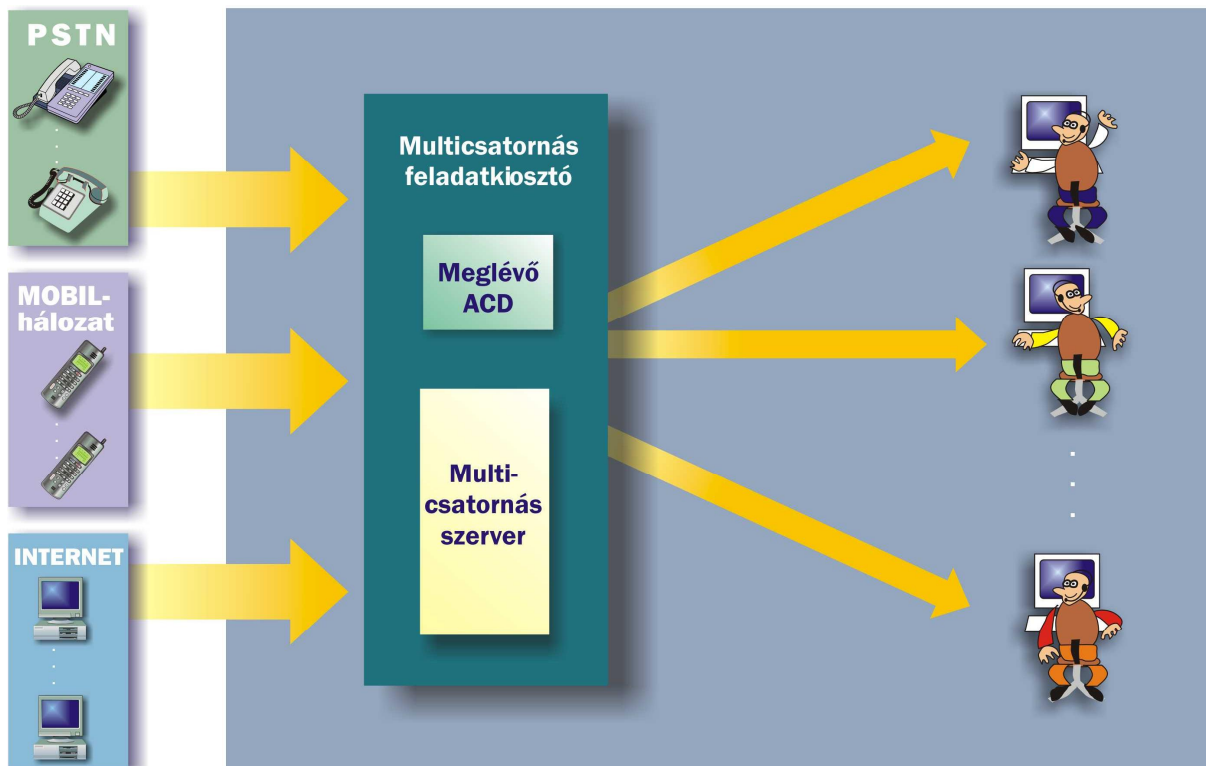 PSTN
MOBIL-
hálozat
INTERNET
Multicsatornás
feladatkiosztó
Meglévő
ACD
Multi-
csatornás
szerver